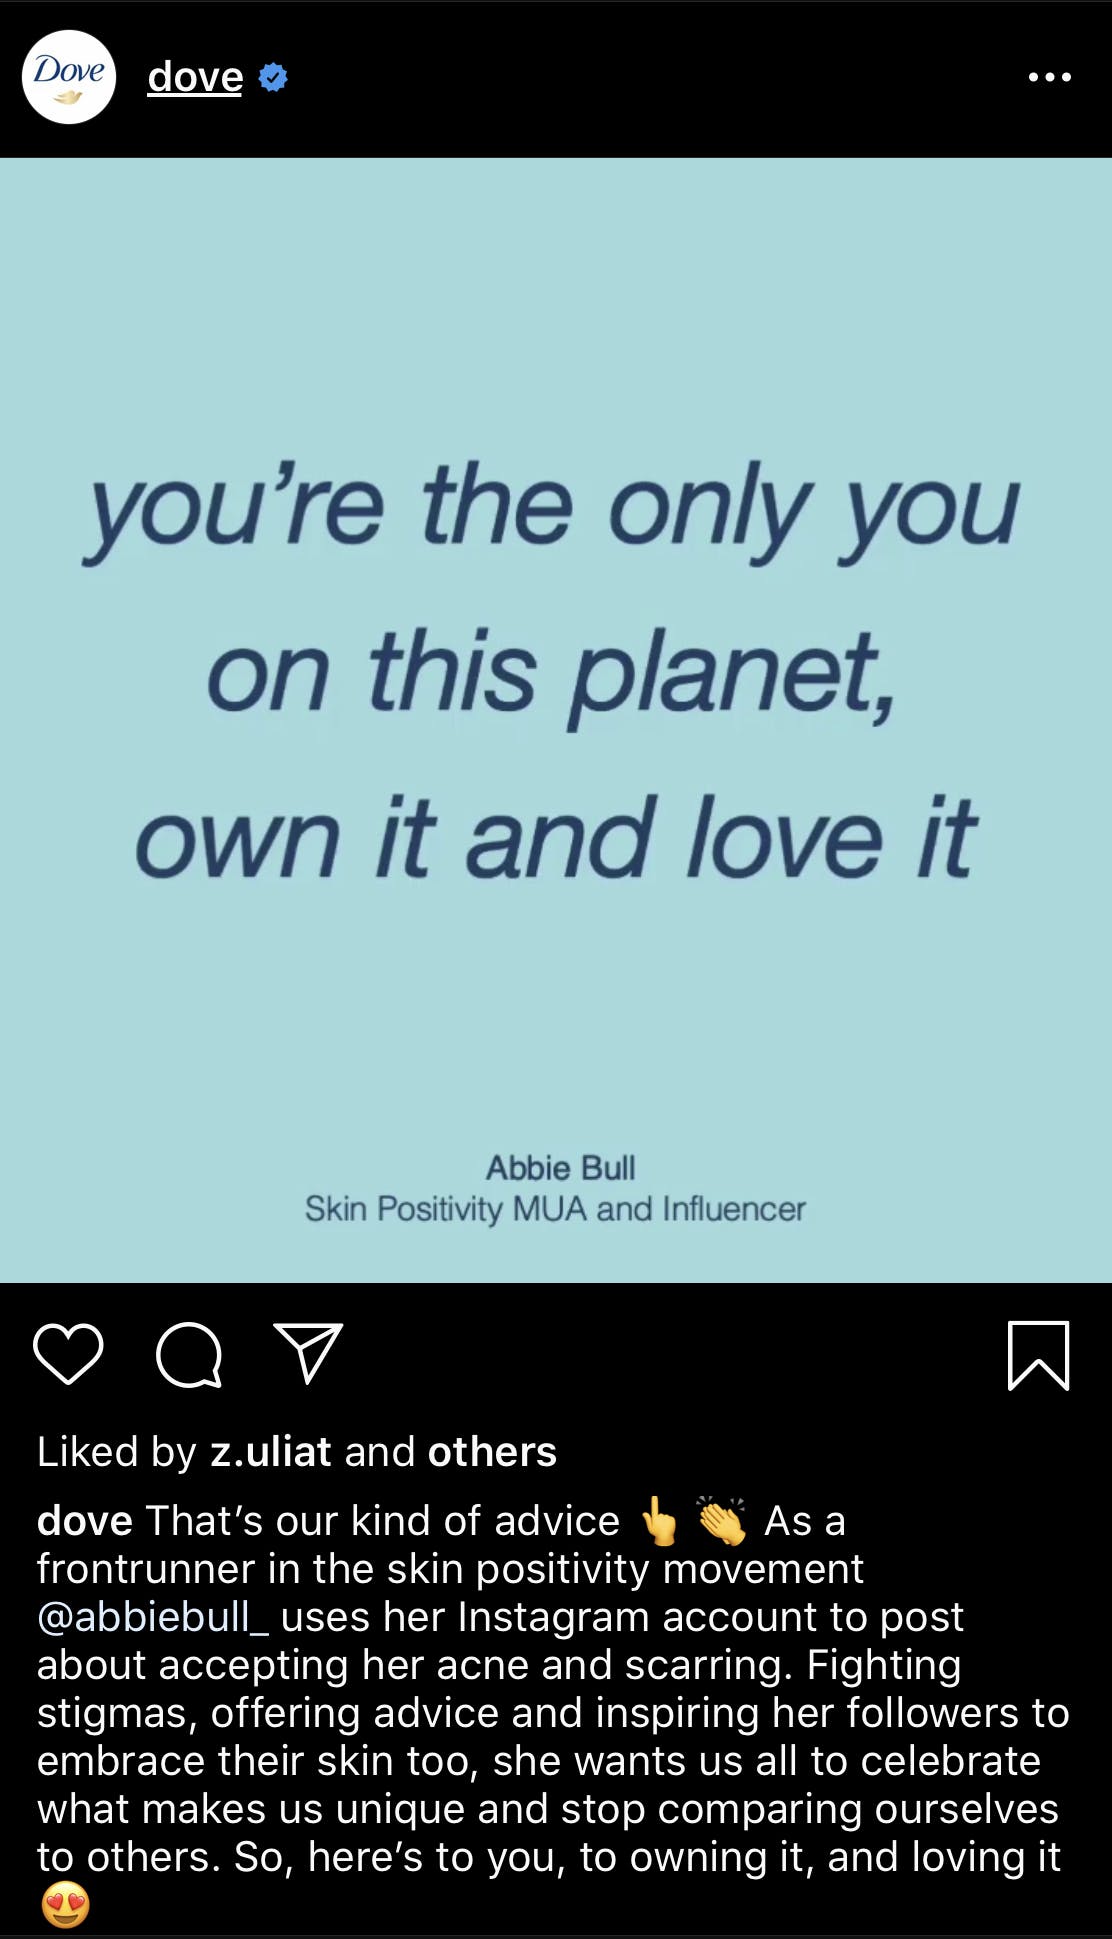 Dove
dove
you’re the only you
on this planet,
own it and love it
Abbie Bull
Skin Positivity MUA and Influencer
Liked by z.uliat and others
dove That’s our kind of advice 👆 👏 As a
frontrunner in the skin positivity movement
@abbiebull_ uses her Instagram account to post
about accepting her acne and scarring. Fighting
stigmas, offering advice and inspiring her followers to
embrace their skin too, she wants us all to celebrate
what makes us unique and stop comparing ourselves
to others. So, here’s to you, to owning it, and loving it
😍